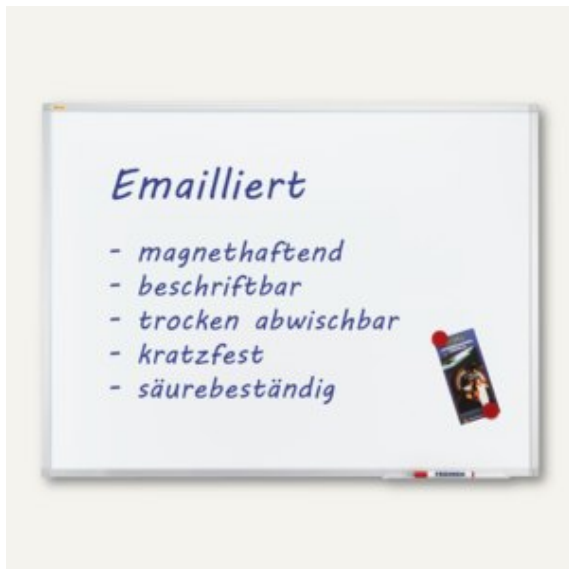 Emailliert
- magnethaftend
- beschriftbar
- trocken abwischbar
- kratzfest
- säurebeständig